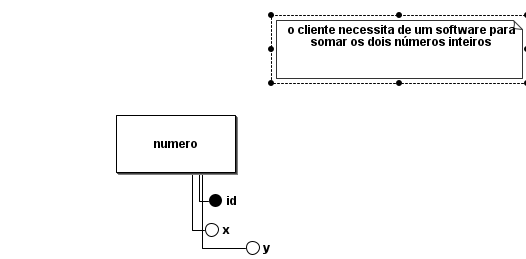 o cliente necessita de um software para
somar os dois números inteiros
numero
id
x
y